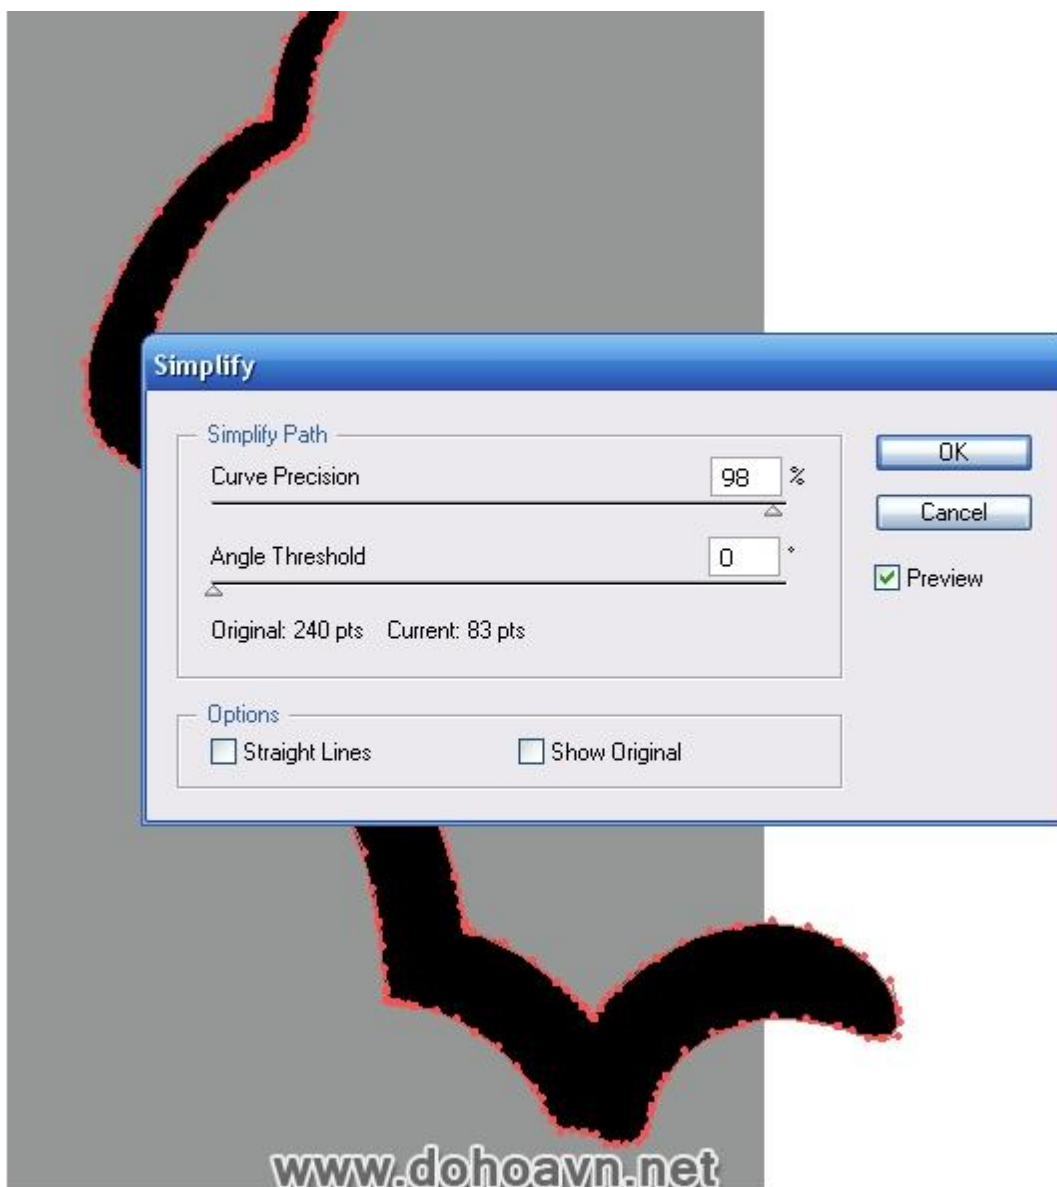 Simplify
Simplify Path
Curve Precision 98 %
OK
Cancel
Angle Threshold 0 °
Preview
Original: 240 pts Current: 83 pts
Options
Straight Lines Show Original
www.dohoavn.net